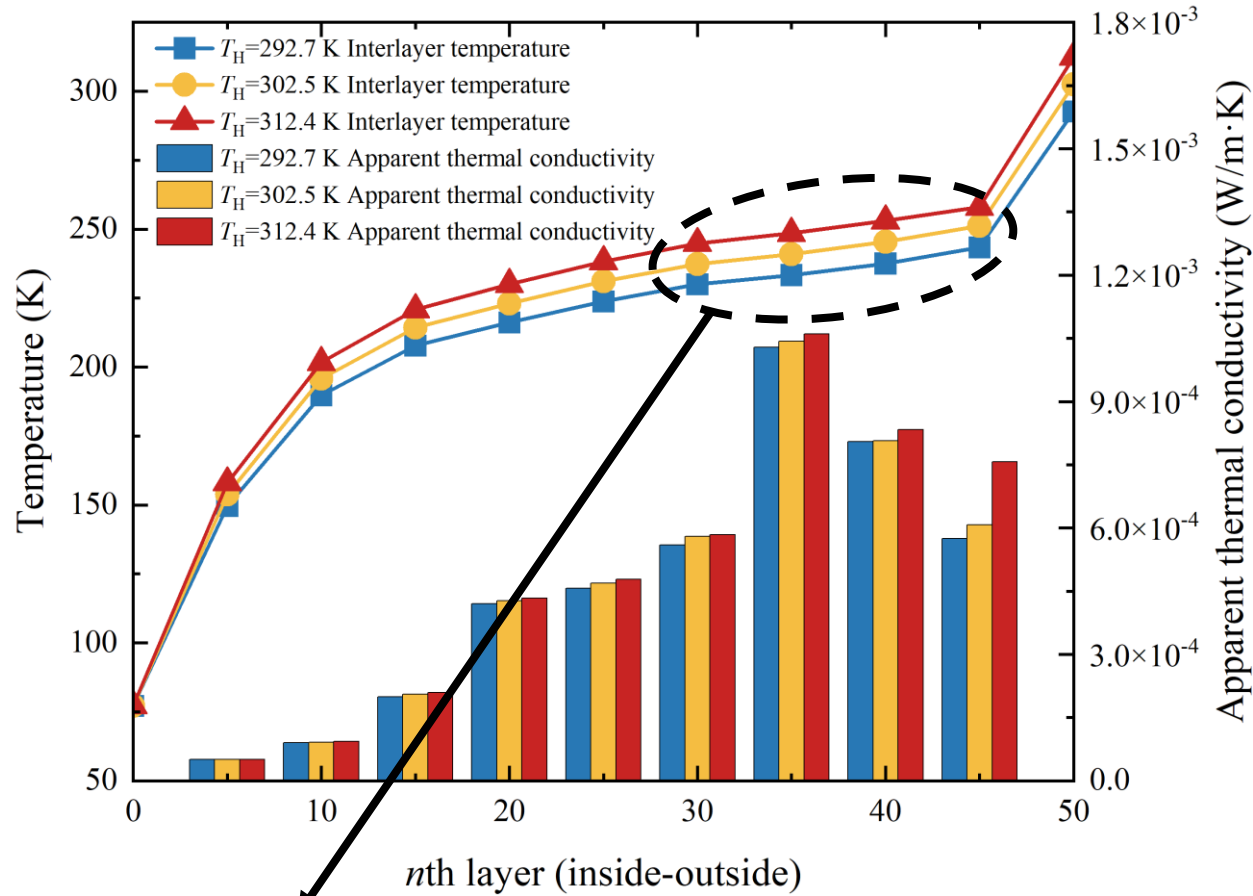 T_H=292.7 K Interlayer temperature
T_H=302.5 K Interlayer temperature
T_H=312.4 K Interlayer temperature
T_H=292.7 K Apparent thermal conductivity
T_H=302.5 K Apparent thermal conductivity
T_H=312.4 K Apparent thermal conductivity
Temperature (K)
300
250
200
150
100
50
1.8×10⁻³
1.5×10⁻³
1.2×10⁻³
9.0×10⁻⁴
6.0×10⁻⁴
3.0×10⁻⁴
0.0
Apparent thermal conductivity (W/m·K)
0 10 20 30 40 50
nth layer (inside-outside)